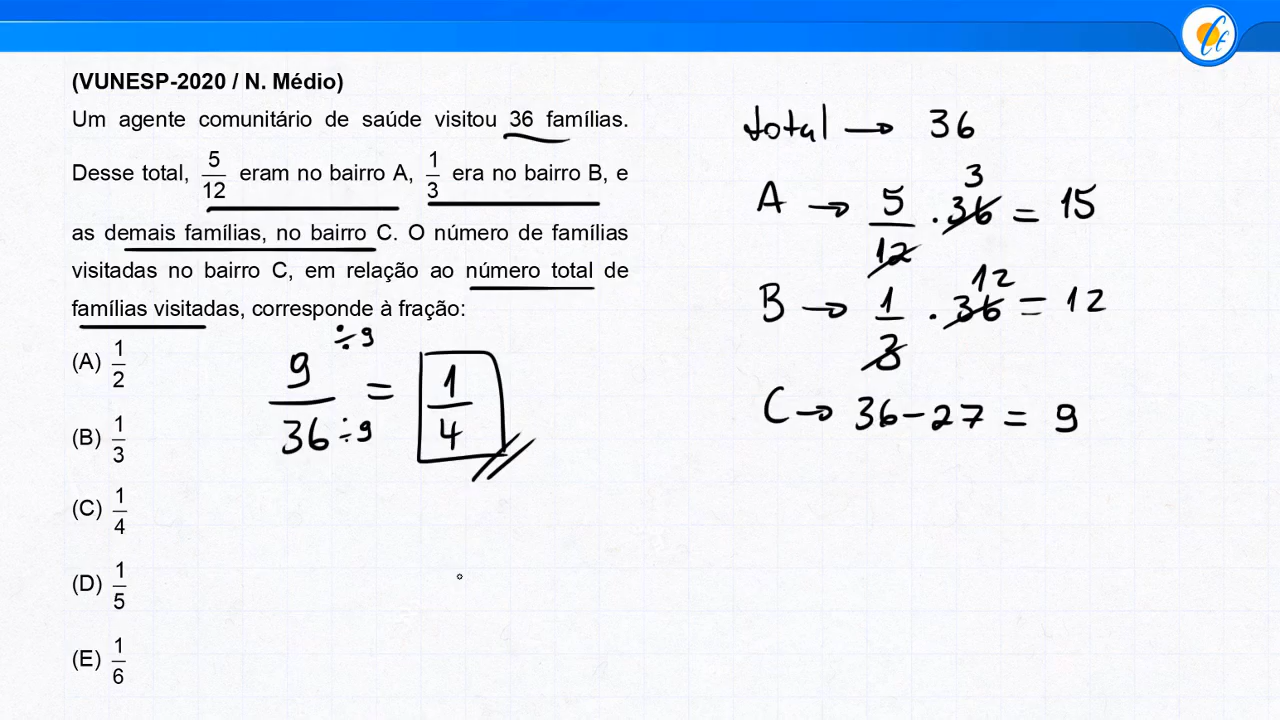 (VUNESP-2020 / N. Médio)
Um agente comunitário de saúde visitou 36 famílias.
Desse total, 5/12 eram no bairro A, 1/3 era no bairro B, e
as demais famílias, no bairro C. O número de famílias
visitadas no bairro C, em relação ao número total de
famílias visitadas, corresponde à fração:
(A) 1/2
(B) 1/3
(C) 1/4
(D) 1/5
(E) 1/6
9 ÷9
36 ÷9
= 1/4
total → 36
A → 5/12 . 36 = 15
3
B → 1/3 . 36 = 12
12
C → 36-27 = 9